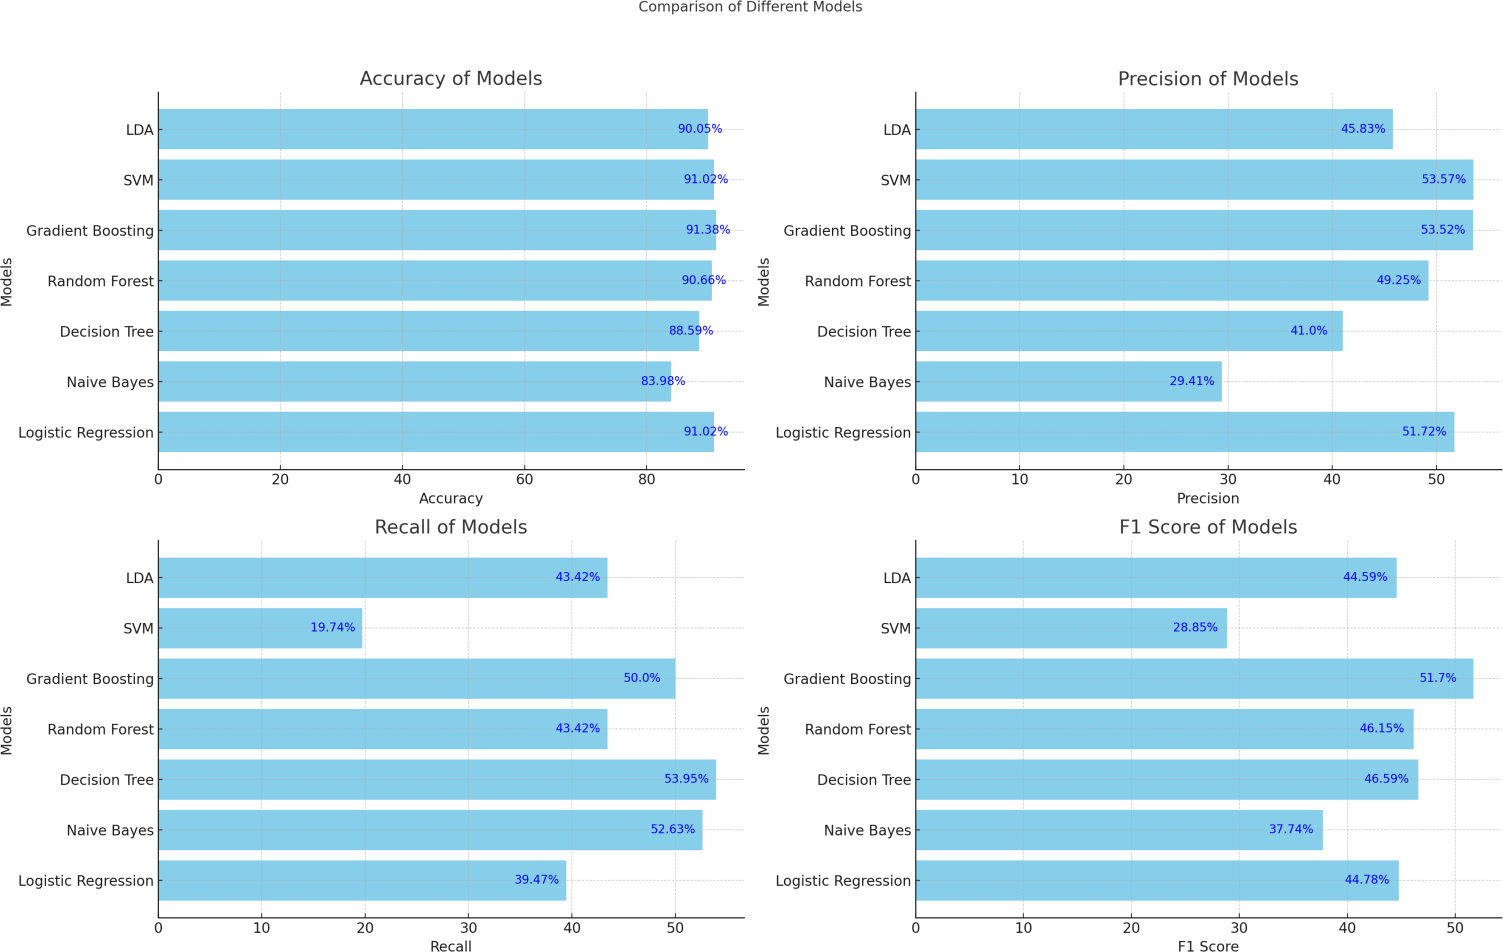 Comparison of Different Models
Accuracy of Models
Models
LDA 90.05%
SVM 91.02%
Gradient Boosting 91.38%
Random Forest 90.66%
Decision Tree 88.59%
Naive Bayes 83.98%
Logistic Regression 91.02%
0 20 40 60 80
Accuracy
Precision of Models
Models
LDA 45.83%
SVM 53.57%
Gradient Boosting 53.52%
Random Forest 49.25%
Decision Tree 41.0%
Naive Bayes 29.41%
Logistic Regression 51.72%
0 10 20 30 40 50
Precision
Recall of Models
Models
LDA 43.42%
SVM 19.74%
Gradient Boosting 50.0%
Random Forest 43.42%
Decision Tree 53.95%
Naive Bayes 52.63%
Logistic Regression 39.47%
0 10 20 30 40 50
Recall
F1 Score of Models
Models
LDA 44.59%
SVM 28.85%
Gradient Boosting 51.7%
Random Forest 46.15%
Decision Tree 46.59%
Naive Bayes 37.74%
Logistic Regression 44.78%
0 10 20 30 40 50
F1 Score